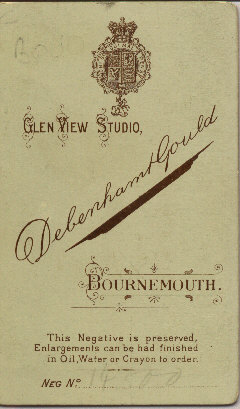 GLEN VIEW STUDIO,
Debenham & Gould
BOURNEMOUTH.
This Negative is preserved,
Enlargements can be had finished
in Oil, Water or Crayon to order.
NEG Nº